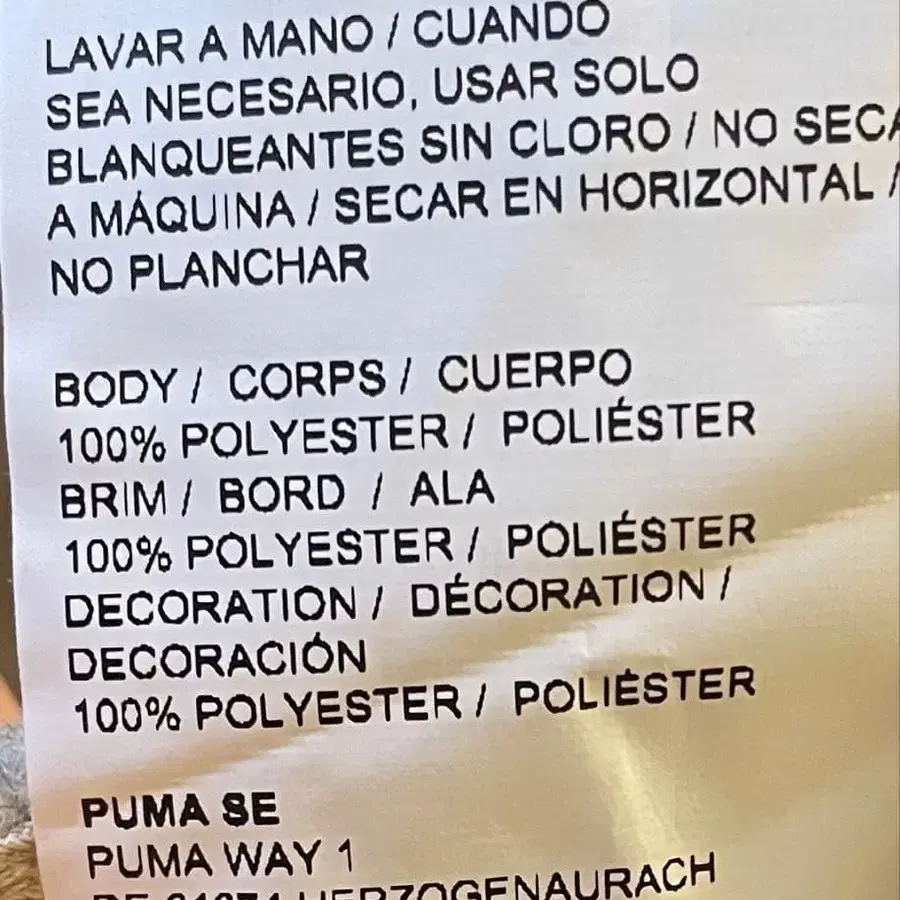 LAVAR A MANO / CUANDO
SEA NECESARIO, USAR SOLO
BLANQUEANTES SIN CLORO / NO SECA
A MÁQUINA / SECAR EN HORIZONTAL /
NO PLANCHAR
BODY / CORPS / CUERPO
100% POLYESTER / POLIÉSTER
BRIM / BORD / ALA
100% POLYESTER / POLIÉSTER
DECORATION / DÉCORATION /
DECORACIÓN
100% POLYESTER / POLIÉSTER
PUMA SE
PUMA WAY 1
HERZOGENAURACH